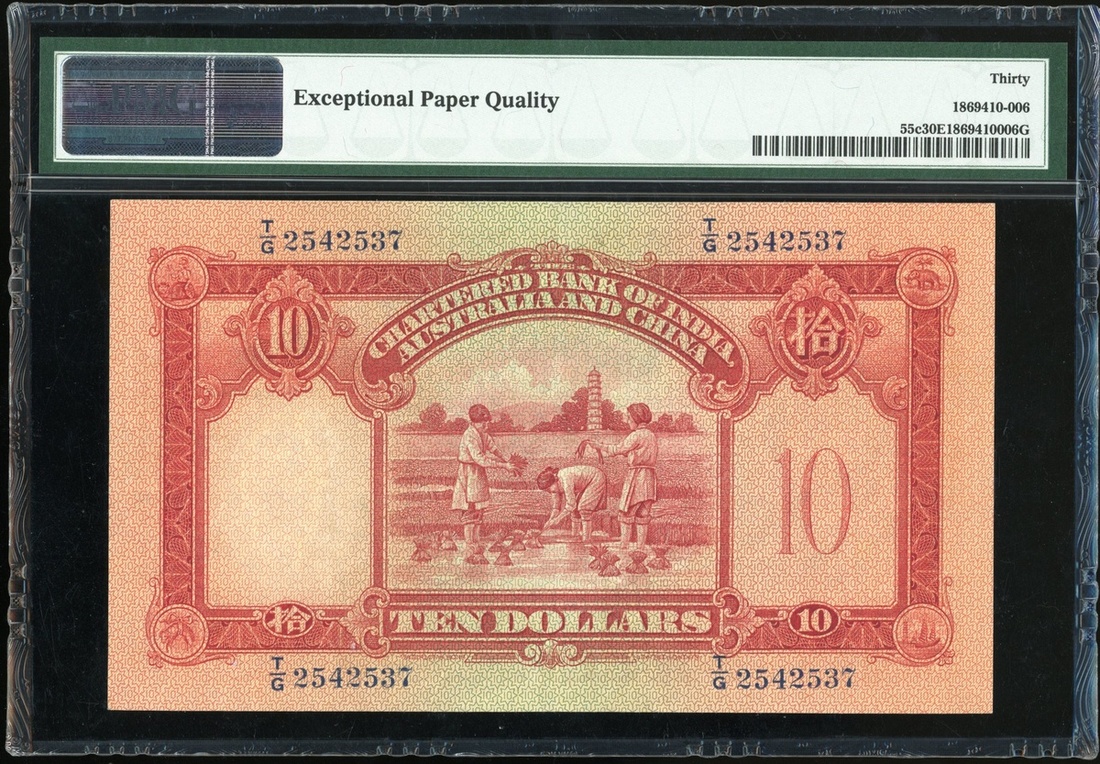 Exceptional Paper Quality
Thirty
1869410-006
55c30E1869410006G
T/G 2542537
T/G 2542537
CHARTERED BANK OF INDIA
AUSTRALIA AND CHINA
10
拾
10
拾
TEN DOLLARS
10
T/G 2542537
T/G 2542537